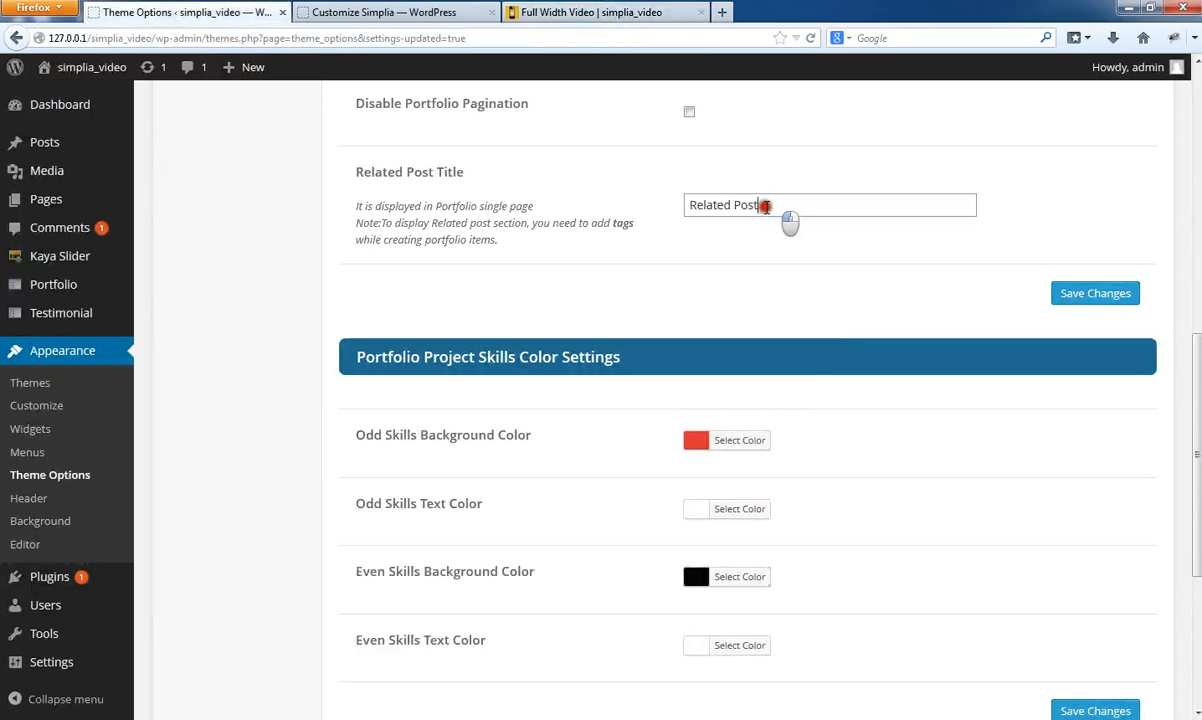 Firefox
Theme Options ‹ simplia_video — W...
Customize Simplia — WordPress
Full Width Video | simplia_video
127.0.0.1/simplia_video/wp-admin/themes.php?page=theme_options&settings-updated=true
Google
simplia_video
1
1
New
Howdy, admin
Dashboard
Posts
Media
Pages
Comments 1
Kaya Slider
Portfolio
Testimonial
Appearance
Themes
Customize
Widgets
Menus
Theme Options
Header
Background
Editor
Plugins 1
Users
Tools
Settings
Collapse menu
Disable Portfolio Pagination
Related Post Title
It is displayed in Portfolio single page
Note:To display Related post section, you need to add tags
while creating portfolio items.
Related Post
Save Changes
Portfolio Project Skills Color Settings
Odd Skills Background Color
Select Color
Odd Skills Text Color
Select Color
Even Skills Background Color
Select Color
Even Skills Text Color
Select Color
Save Changes